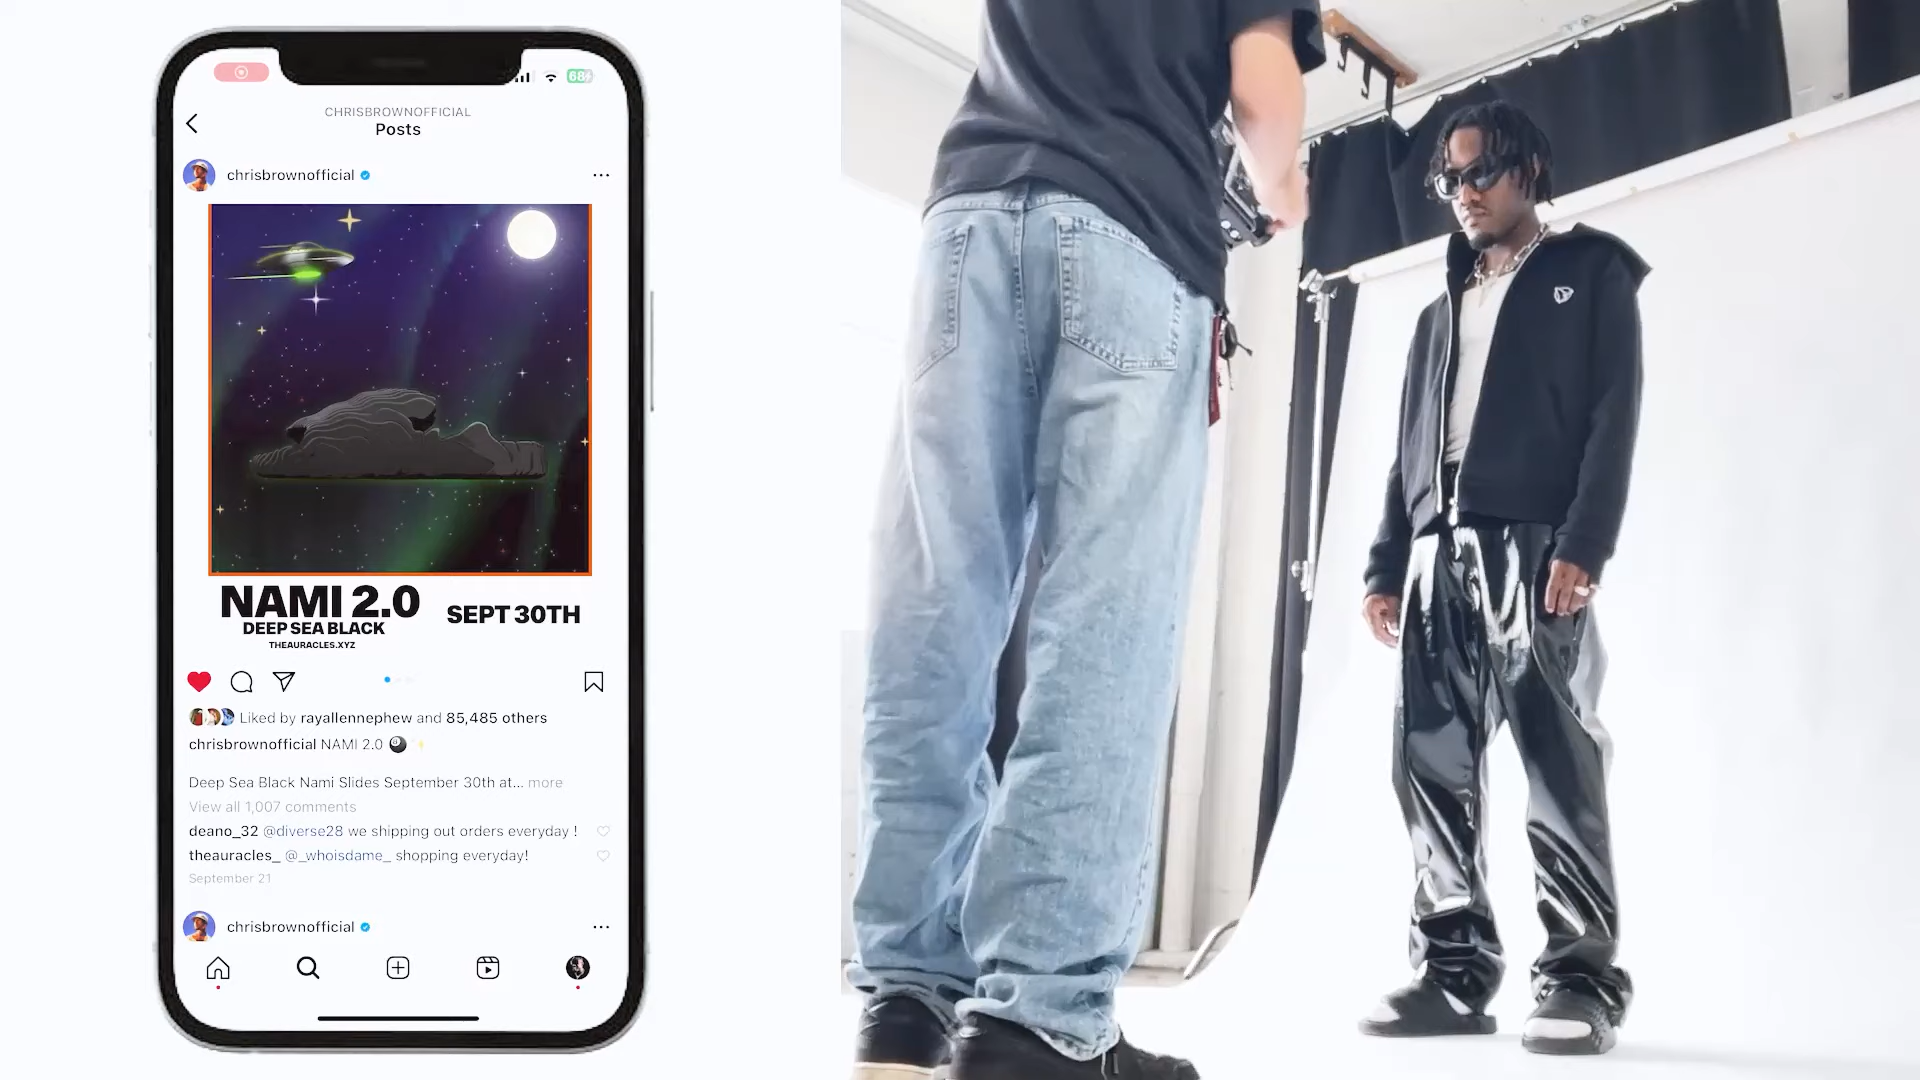 68
CHRISBROWNOFFICIAL
Posts
chrisbrownofficial
NAMI 2.0
DEEP SEA BLACK
THEAURACLES.XYZ
SEPT 30TH
Liked by rayallennephew and 85,485 others
chrisbrownofficial NAMI 2.0 🎱 ✨
Deep Sea Black Nami Slides September 30th at... more
View all 1,007 comments
deano_32 @diverse28 we shipping out orders everyday !
theauracles_ @_whoisdame_ shopping everyday!
September 21
chrisbrownofficial